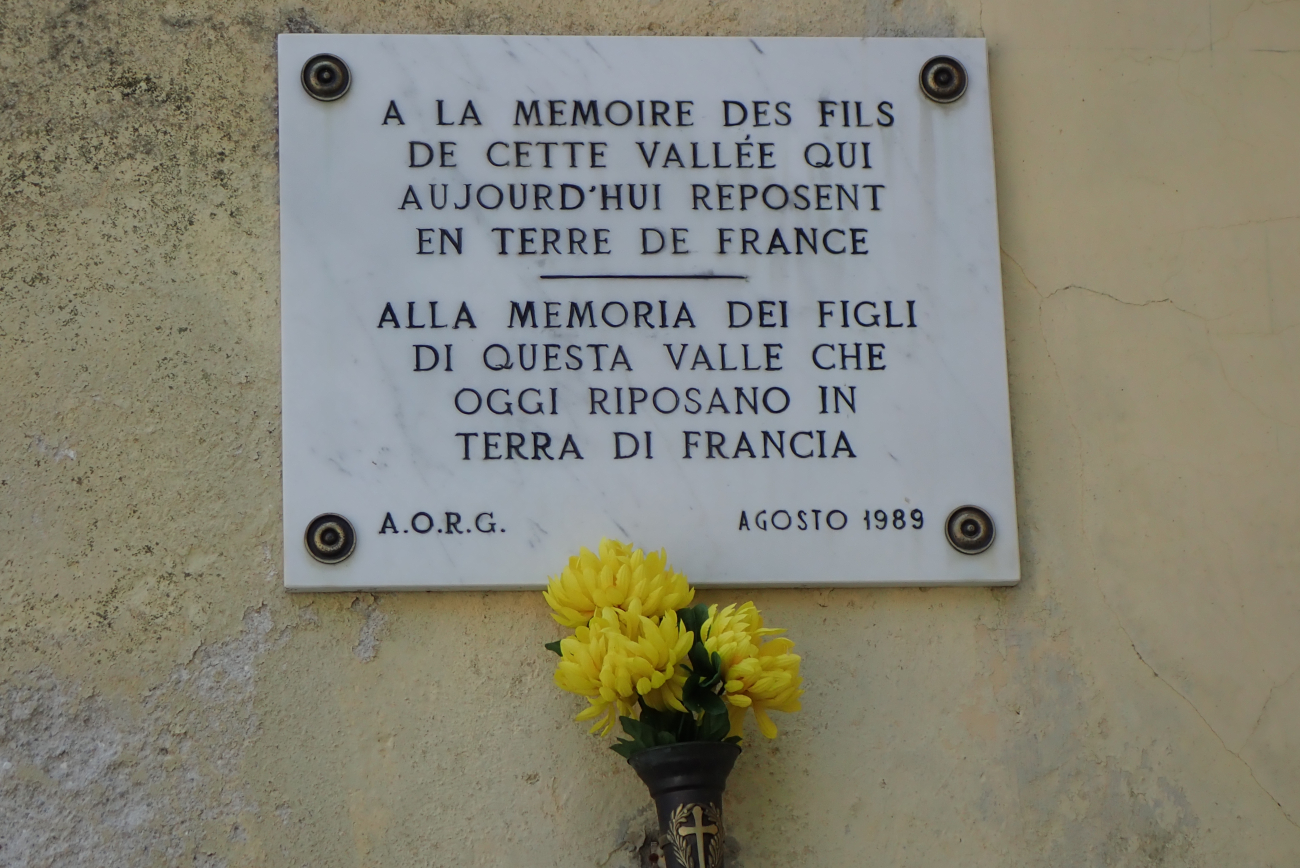 A LA MEMOIRE DES FILS
DE CETTE VALLÉE QUI
AUJOURD'HUI REPOSENT
EN TERRE DE FRANCE
ALLA MEMORIA DEI FIGLI
DI QUESTA VALLE CHE
OGGI RIPOSANO IN
TERRA DI FRANCIA
A.O.R.G. AGOSTO 1989